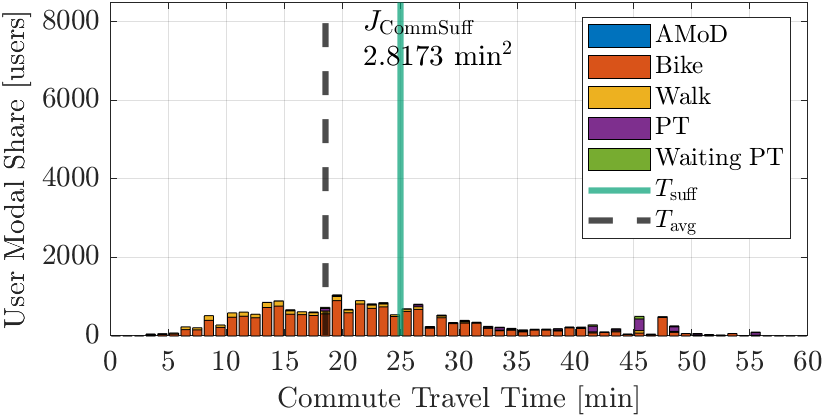 J_CommSuff
2.8173 min²
AMoD
Bike
Walk
PT
Waiting PT
T_suff
T_avg
User Modal Share [users]
8000
6000
4000
2000
0
0 5 10 15 20 25 30 35 40 45 50 55 60
Commute Travel Time [min]